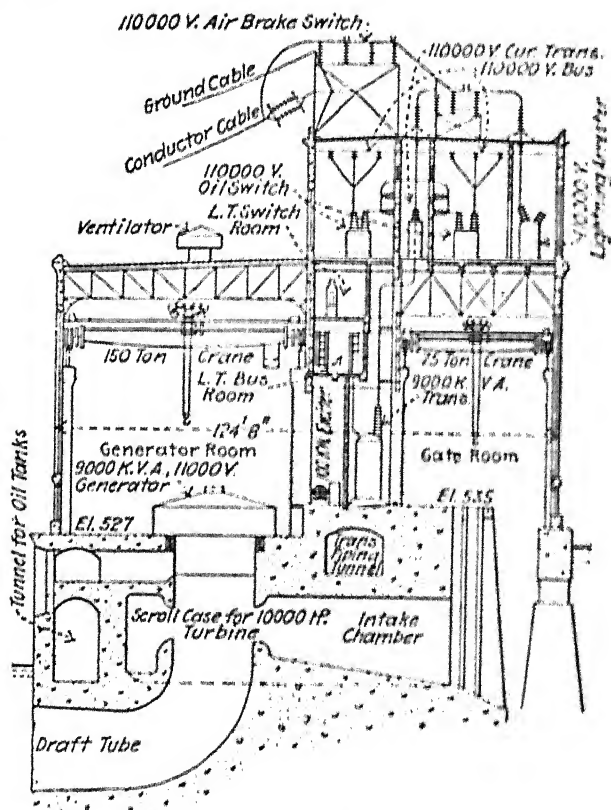 110000 V. Air Brake Switch
110000 V. Cur. Trans.
110000 V. Bus
Ground Cable
Conductor Cable
110000 V.
Oil Switch
L.T. Switch
Room
110000 V.
Lightning Arrester
Ventilator
150 Ton Crane
75 Ton Crane
L.T. Bus
Room
9000 K.V.A.
Trans.
124' 8"
Generator Room
Gate Room
9000 K.V.A., 11000 V.
Generator
Exciter
El. 527
El. 535
Tunnel for Oil Tanks
Trans
Piping
Tunnel
Scroll Case for 10000 HP.
Turbine
Intake
Chamber
Draft Tube